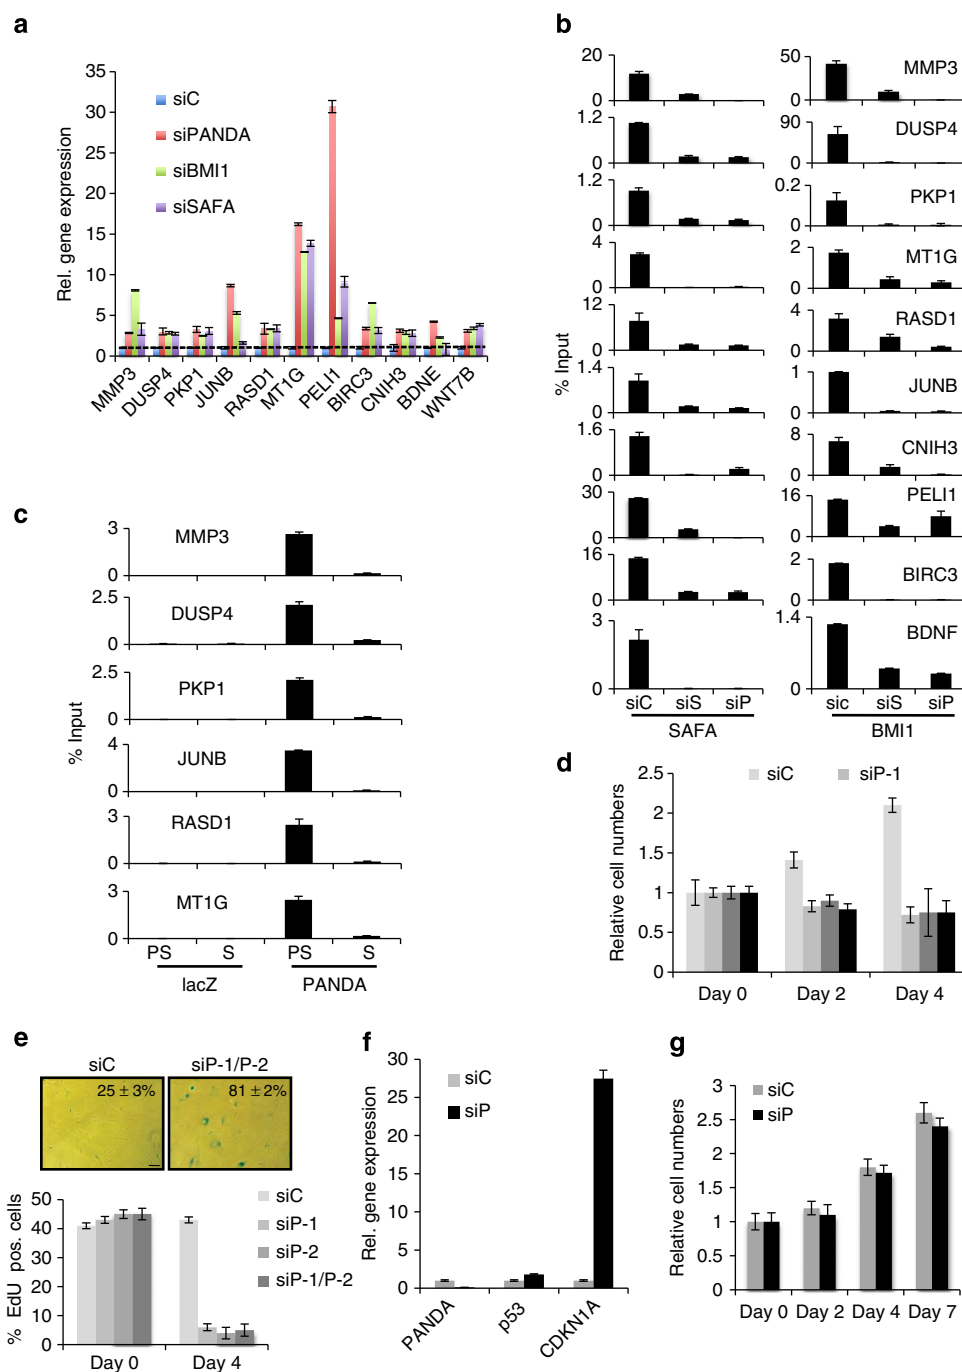 a
35
30
25
20
15
10
5
0
Rel. gene expression
siC
siPANDA
siBMI1
siSAFA
MMP3
DUSP4
PKP1
JUNB
RASD1
MT1G
PELI1
BIRC3
CNIH3
BDNE
WNT7B
b
% Input
20
0
50
0
MMP3
1.2
0
90
0
DUSP4
1.2
0
0.2
0
PKP1
4
0
2
0
MT1G
12
0
4
0
RASD1
1.4
0
1
0
JUNB
1.6
0
8
0
CNIH3
30
0
16
0
PELI1
16
0
2
0
BIRC3
3
0
1.4
0
BDNF
siC siS siP
SAFA
sic siS siP
BMI1
c
% Input
3
0
MMP3
2.5
0
DUSP4
2.5
0
PKP1
4
0
JUNB
3
0
RASD1
3
0
MT1G
PS S PS S
lacZ PANDA
d
Relative cell numbers
2.5
2
1.5
1
0.5
0
siC siP-1
Day 0 Day 2 Day 4
e
siC siP-1/P-2
25 ± 3% 81 ± 2%
% EdU pos. cells
50
40
30
20
10
0
siC
siP-1
siP-2
siP-1/P-2
Day 0 Day 4
f
Rel. gene expression
30
25
20
15
10
5
0
siC
siP
PANDA
p53
CDKN1A
g
Relative cell numbers
3
2.5
2
1.5
1
0.5
0
siC
siP
Day 0 Day 2 Day 4 Day 7